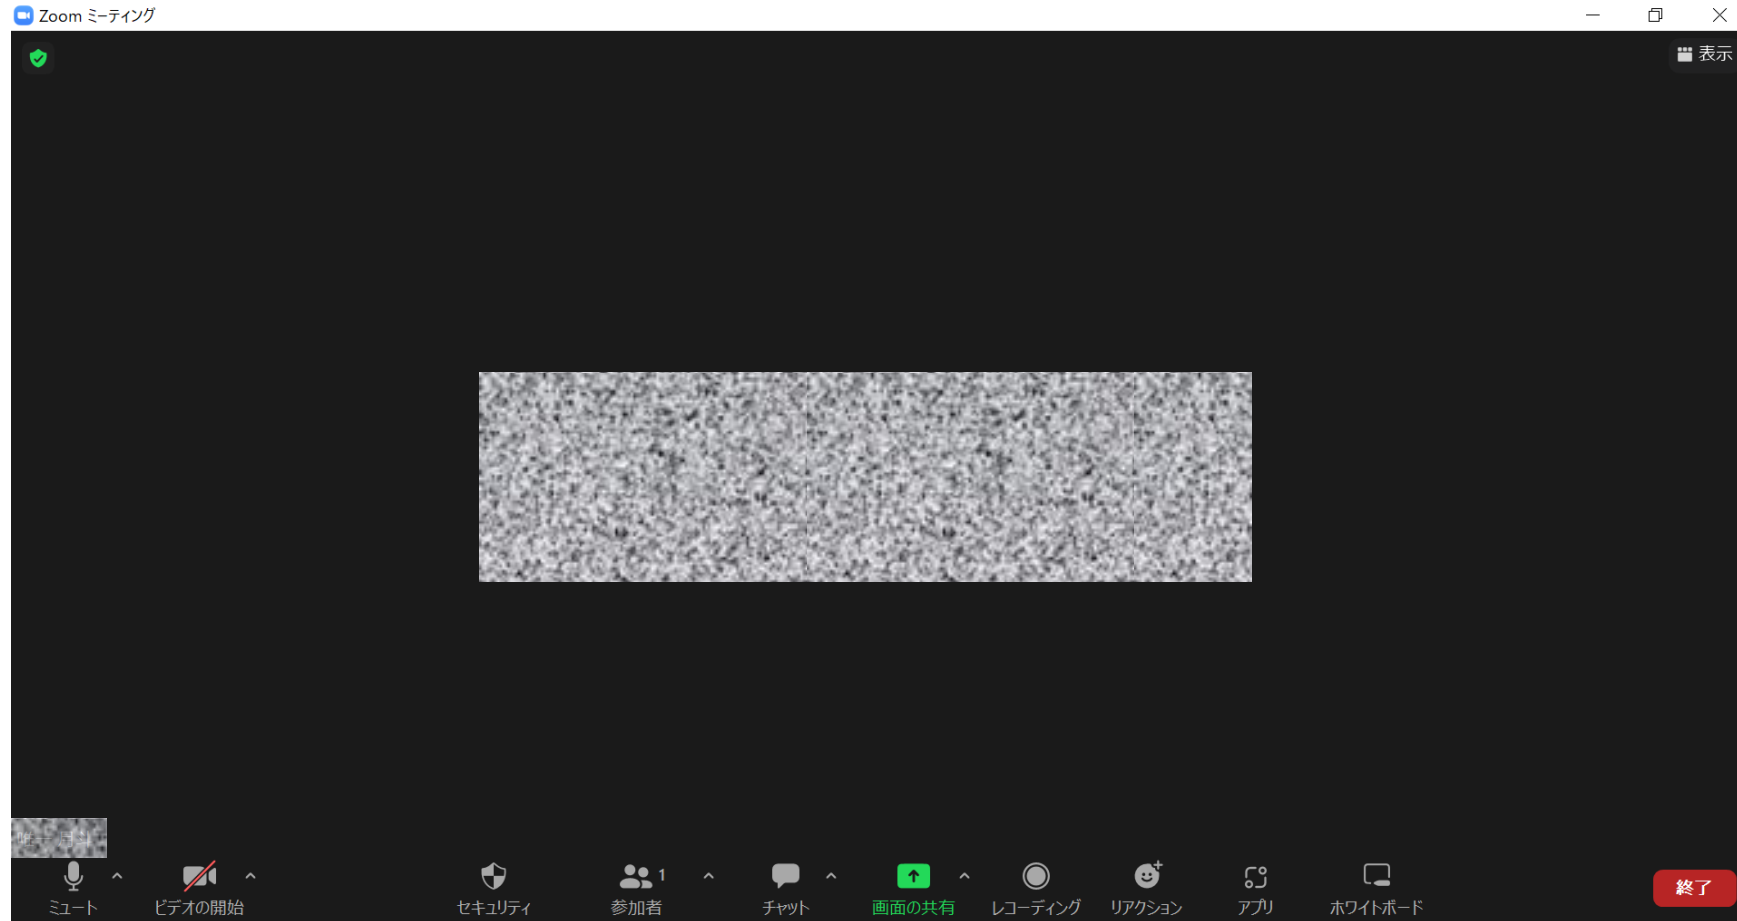 Zoom ミーティング
表示
ミュート
ビデオの開始
セキュリティ
参加者
1
チャット
画面の共有
レコーディング
リアクション
アプリ
ホワイトボード
終了